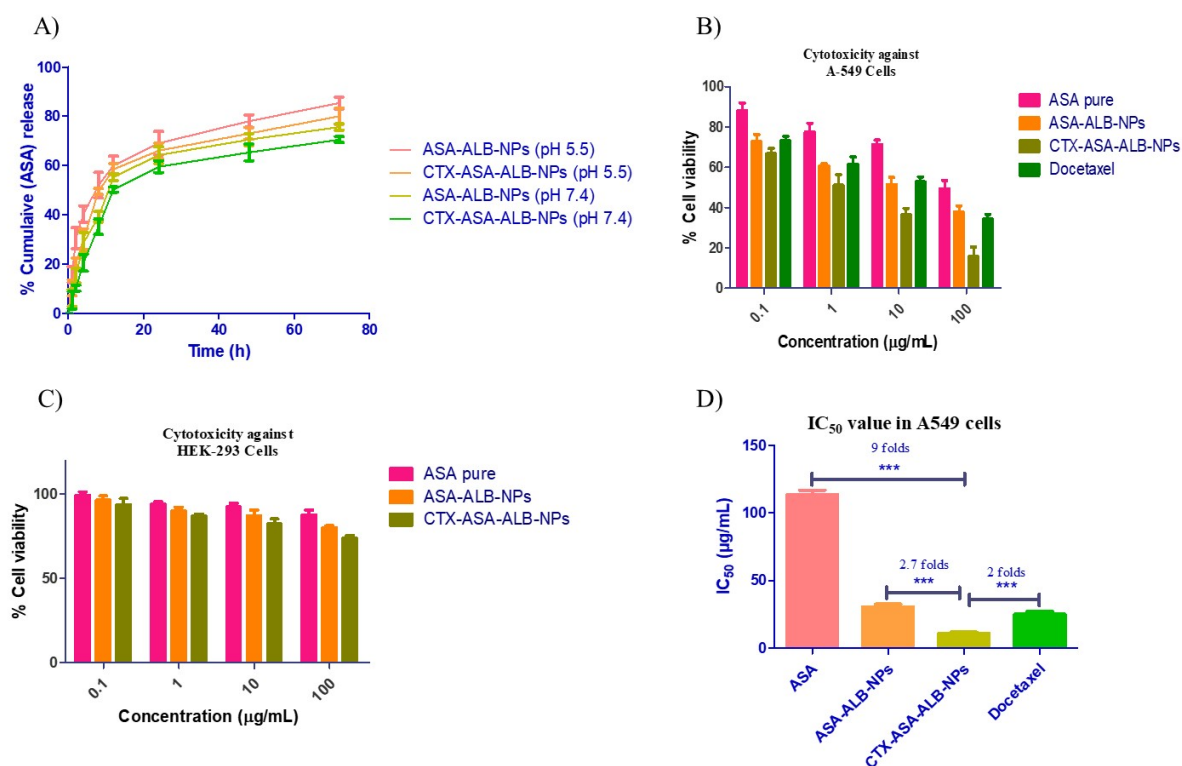 A)
% Cumulaive (ASA) release
100
80
60
40
20
0
0
20
40
60
80
Time (h)
ASA-ALB-NPs (pH 5.5)
CTX-ASA-ALB-NPs (pH 5.5)
ASA-ALB-NPs (pH 7.4)
CTX-ASA-ALB-NPs (pH 7.4)
B)
Cytotoxicity against
A-549 Cells
% Cell viability
100
80
60
40
20
0
0.1
1
10
100
Concentration (µg/mL)
ASA pure
ASA-ALB-NPs
CTX-ASA-ALB-NPs
Docetaxel
C)
Cytotoxicity against
HEK-293 Cells
% Cell viability
100
50
0
0.1
1
10
100
Concentration (µg/mL)
ASA pure
ASA-ALB-NPs
CTX-ASA-ALB-NPs
D)
IC50 value in A549 cells
IC50 (µg/mL)
150
100
50
0
9 folds
***
2.7 folds
***
2 folds
***
ASA
ASA-ALB-NPs
CTX-ASA-ALB-NPs
Docetaxel